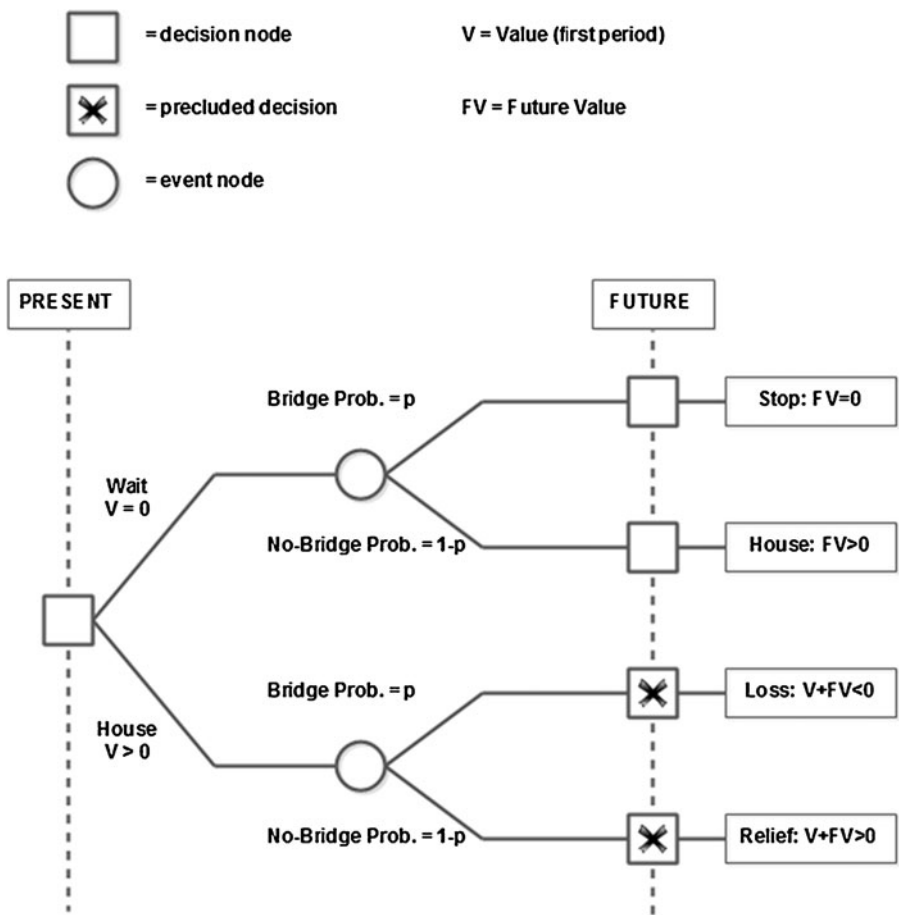 = decision node
V = Value (first period)
= precluded decision
FV = Future Value
= event node
PRESENT
FUTURE
Bridge Prob. = p
Stop: FV=0
Wait
V = 0
No-Bridge Prob. = 1-p
House: FV>0
Bridge Prob. = p
Loss: V+FV<0
House
V > 0
No-Bridge Prob. = 1-p
Relief: V+FV>0